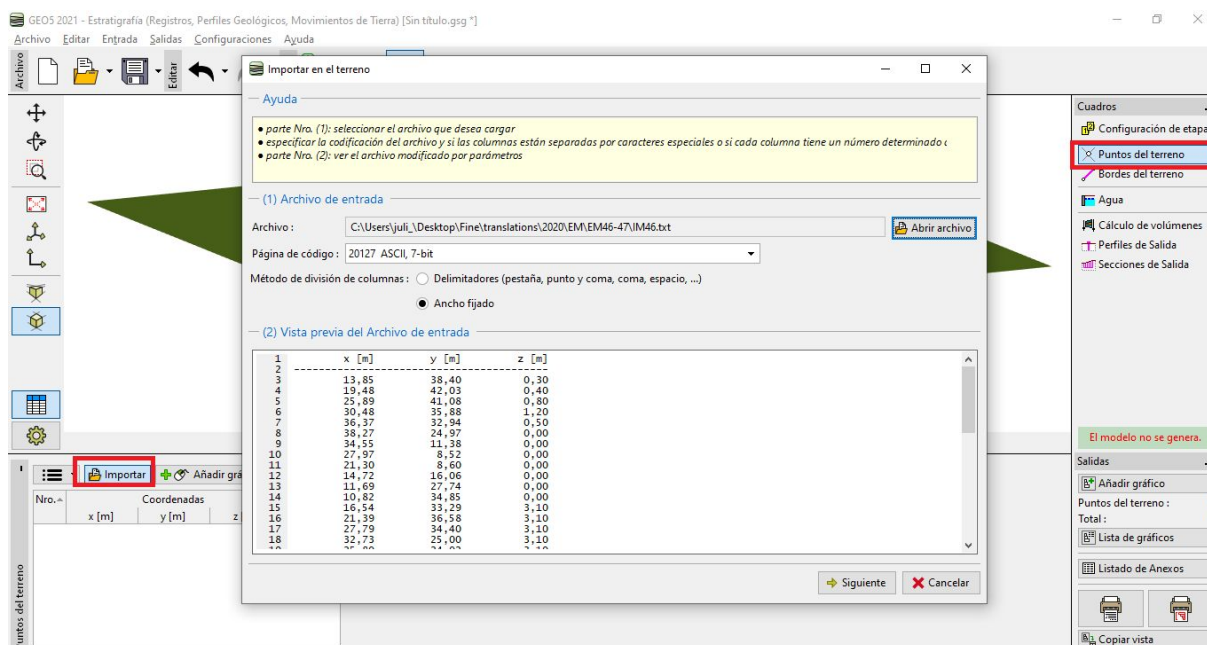 GEO5 2021 - Estratigrafía (Registros, Perfiles Geológicos, Movimientos de Tierra) [Sin título.gsg *]
Archivo Editar Entrada Salidas Configuraciones Ayuda
Archivo
Editar
Importar en el terreno
Ayuda
• parte Nro. (1): seleccionar el archivo que desea cargar
• especificar la codificación del archivo y si las columnas están separadas por caracteres especiales o si cada columna tiene un número determinado
• parte Nro. (2): ver el archivo modificado por parámetros
(1) Archivo de entrada
Archivo : C:\Users\juli_\Desktop\Fine\translations\2020\EM\EM46-47\IM46.txt Abrir archivo
Página de código : 20127 ASCII, 7-bit
Método de división de columnas : Delimitadores (pestaña, punto y coma, coma, espacio, ...)
Ancho fijado
(2) Vista previa del Archivo de entrada
1 x [m] y [m] z [m]
2 --------------------------------------------
3 13,85 38,40 0,30
4 19,48 42,03 0,40
5 25,89 41,08 0,80
6 30,48 35,88 1,20
7 36,37 32,94 0,50
8 38,27 24,97 0,00
9 34,55 11,38 0,00
10 27,97 8,52 0,00
11 21,30 8,60 0,00
12 14,72 16,06 0,00
13 11,69 27,74 0,00
14 10,82 34,85 0,00
15 16,54 33,29 3,10
16 21,39 36,58 3,10
17 27,79 34,40 3,10
18 32,73 25,00 3,10
Siguiente Cancelar
Cuadros
Configuración de etapa
Puntos del terreno
Bordes del terreno
Agua
Cálculo de volúmenes
Perfiles de Salida
Secciones de Salida
El modelo no se genera.
Salidas
Añadir gráfico
Puntos del terreno :
Total :
Lista de gráficos
Listado de Anexos
Copiar vista
Importar Añadir grá
Nro. Coordenadas
x [m] y [m] z
untos del terreno